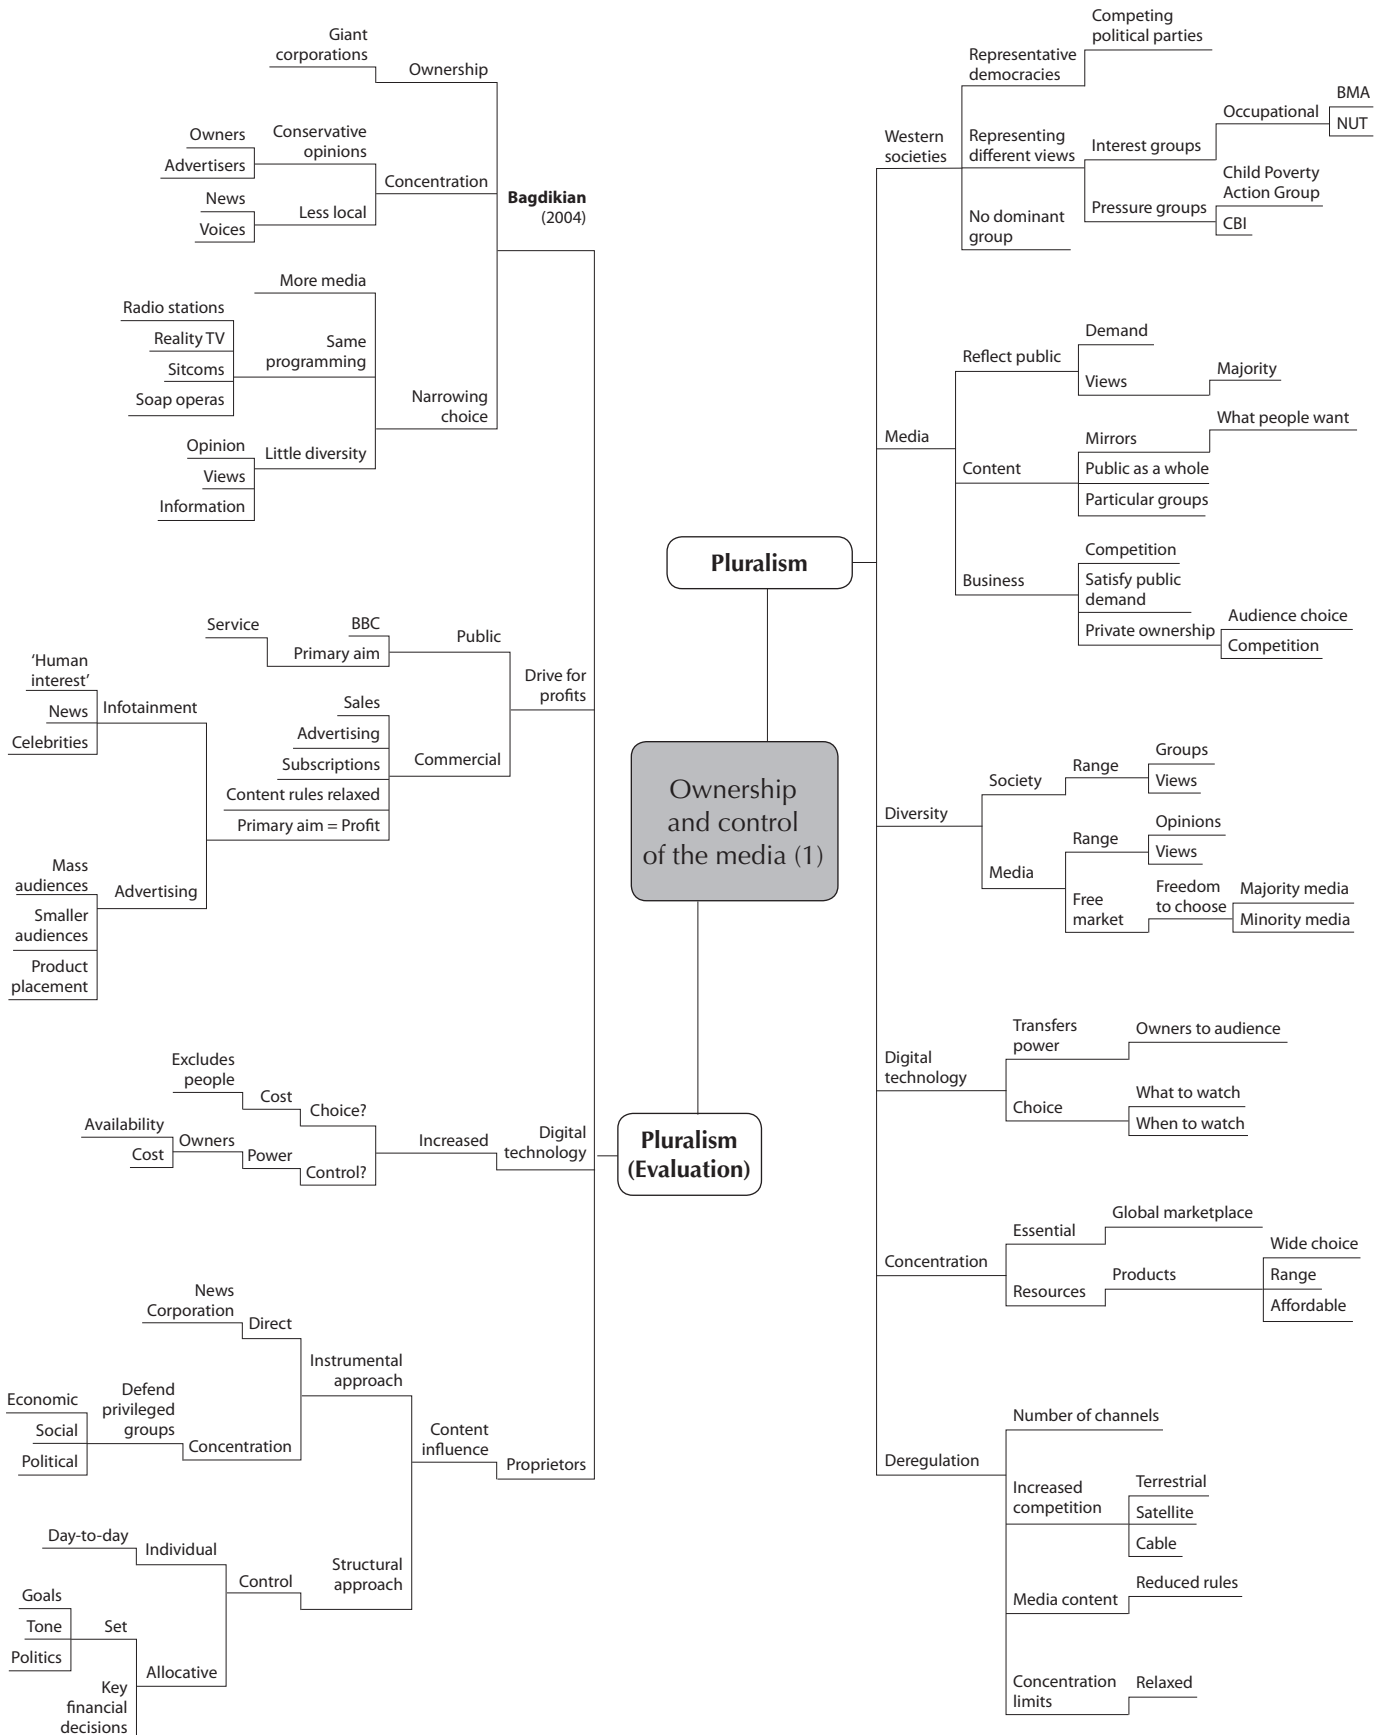 Ownership
and control
of the media (1)
Pluralism
Western
societies
Representative
democracies
Competing
political parties
Representing
different views
Interest groups
Occupational
BMA
NUT
Pressure groups
Child Poverty
Action Group
CBI
No dominant
group
Media
Reflect public
Demand
Views
Majority
Content
Mirrors
What people want
Public as a whole
Particular groups
Business
Competition
Satisfy public
demand
Private ownership
Audience choice
Competition
Diversity
Society
Range
Groups
Views
Media
Range
Opinions
Views
Free
market
Freedom
to choose
Majority media
Minority media
Digital
technology
Transfers
power
Owners to audience
Choice
What to watch
When to watch
Concentration
Essential
Global marketplace
Resources
Products
Wide choice
Range
Affordable
Deregulation
Number of channels
Increased
competition
Terrestrial
Satellite
Cable
Media content
Reduced rules
Concentration
limits
Relaxed
Pluralism
(Evaluation)
Bagdikian
(2004)
Ownership
Giant
corporations
Concentration
Conservative
opinions
Owners
Advertisers
Less local
News
Voices
Narrowing
choice
More media
Same
programming
Radio stations
Reality TV
Sitcoms
Soap operas
Little diversity
Opinion
Views
Information
Drive for
profits
Public
BBC
Primary aim
Service
Commercial
Sales
Advertising
Subscriptions
Content rules relaxed
Primary aim = Profit
Infotainment
‘Human
interest’
News
Celebrities
Advertising
Mass
audiences
Smaller
audiences
Product
placement
Digital
technology
Increased
Choice?
Cost
Excludes
people
Control?
Power
Owners
Availability
Cost
Proprietors
Content
influence
Instrumental
approach
Direct
News
Corporation
Concentration
Defend
privileged
groups
Economic
Social
Political
Structural
approach
Control
Individual
Day-to-day
Allocative
Set
Goals
Tone
Politics
Key
financial
decisions